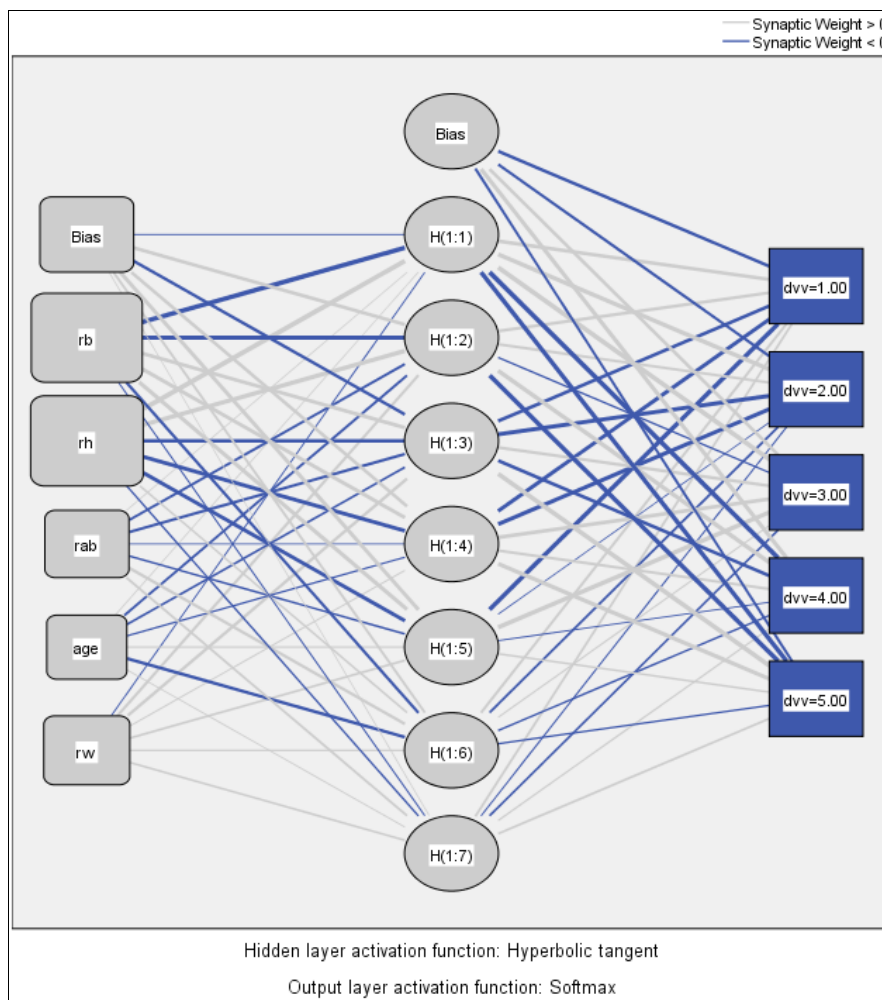 Synaptic Weight > 0
Synaptic Weight < 0
Bias
Bias
rb
rh
rab
age
rw
H(1:1)
H(1:2)
H(1:3)
H(1:4)
H(1:5)
H(1:6)
H(1:7)
dvv=1.00
dvv=2.00
dvv=3.00
dvv=4.00
dvv=5.00
Hidden layer activation function: Hyperbolic tangent
Output layer activation function: Softmax